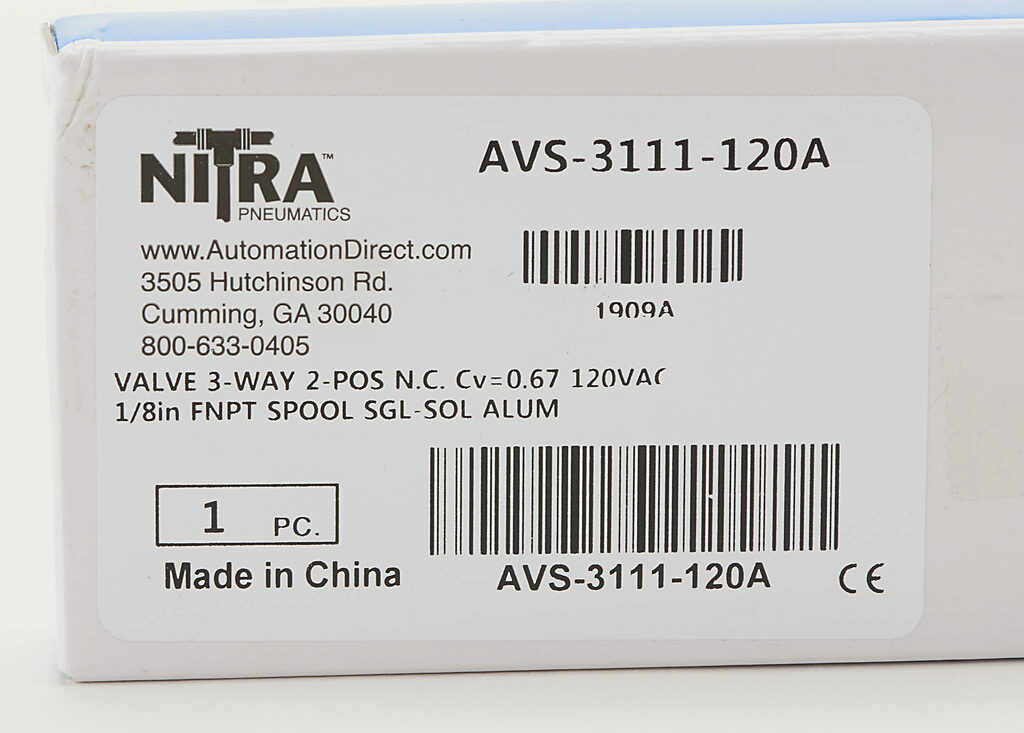 NITRA™
PNEUMATICS
AVS-3111-120A
www.AutomationDirect.com
3505 Hutchinson Rd.
Cumming, GA 30040
800-633-0405
1909A
VALVE 3-WAY 2-POS N.C. Cv=0.67 120VAC
1/8in FNPT SPOOL SGL-SOL ALUM
1 PC.
Made in China
AVS-3111-120A
CE